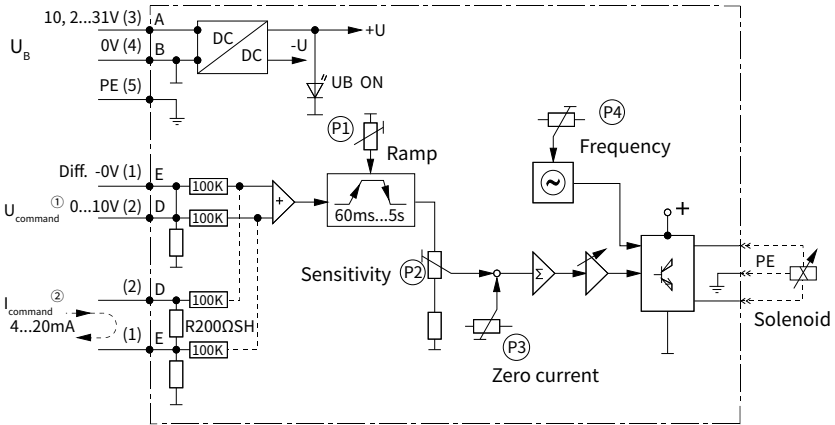 10, 2...31V (3) A
U_B
0V (4) B
PE (5)
DC
DC
+U
-U
UB ON
P1
Ramp
60ms...5s
P4
Frequency
Diff. -0V (1) E
100K
U_command ① 0...10V (2) D
100K
+
Sensitivity P2
Σ
+
PE
Solenoid
P3
Zero current
(2) D
100K
I_command ②
4...20mA
R200ΩSH
(1) E
100K